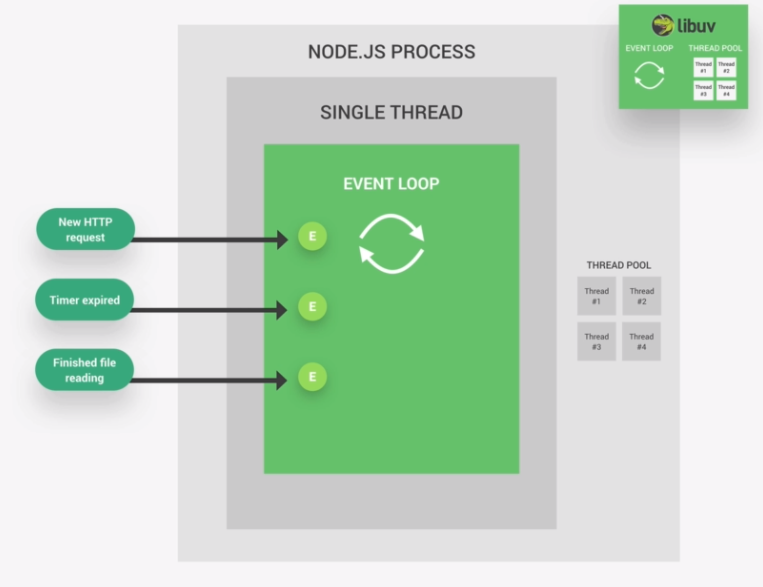 libuv
EVENT LOOP
THREAD POOL
Thread
#1
Thread
#2
Thread
#3
Thread
#4
NODE.JS PROCESS
SINGLE THREAD
EVENT LOOP
New HTTP
request
E
Timer expired
E
Finished file
reading
E
THREAD POOL
Thread
#1
Thread
#2
Thread
#3
Thread
#4